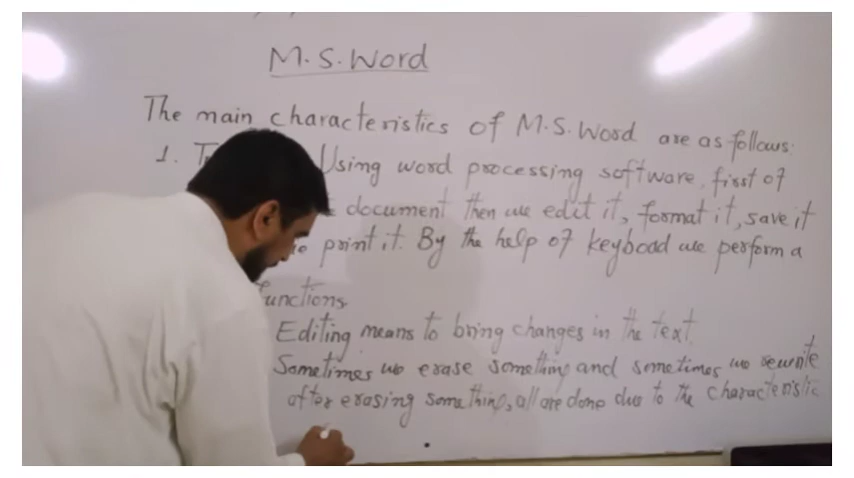 M.S.Word
The main characteristics of M.S.Word are as follows:
1. Using word processing software, first of
document then we edit it, format it, save it
print it. By the help of keyboad we perform a
functions
Editing means to bring changes in the text.
Sometimes we erase something and sometimes we rewrite
after erasing something, all are done due to the characteristic